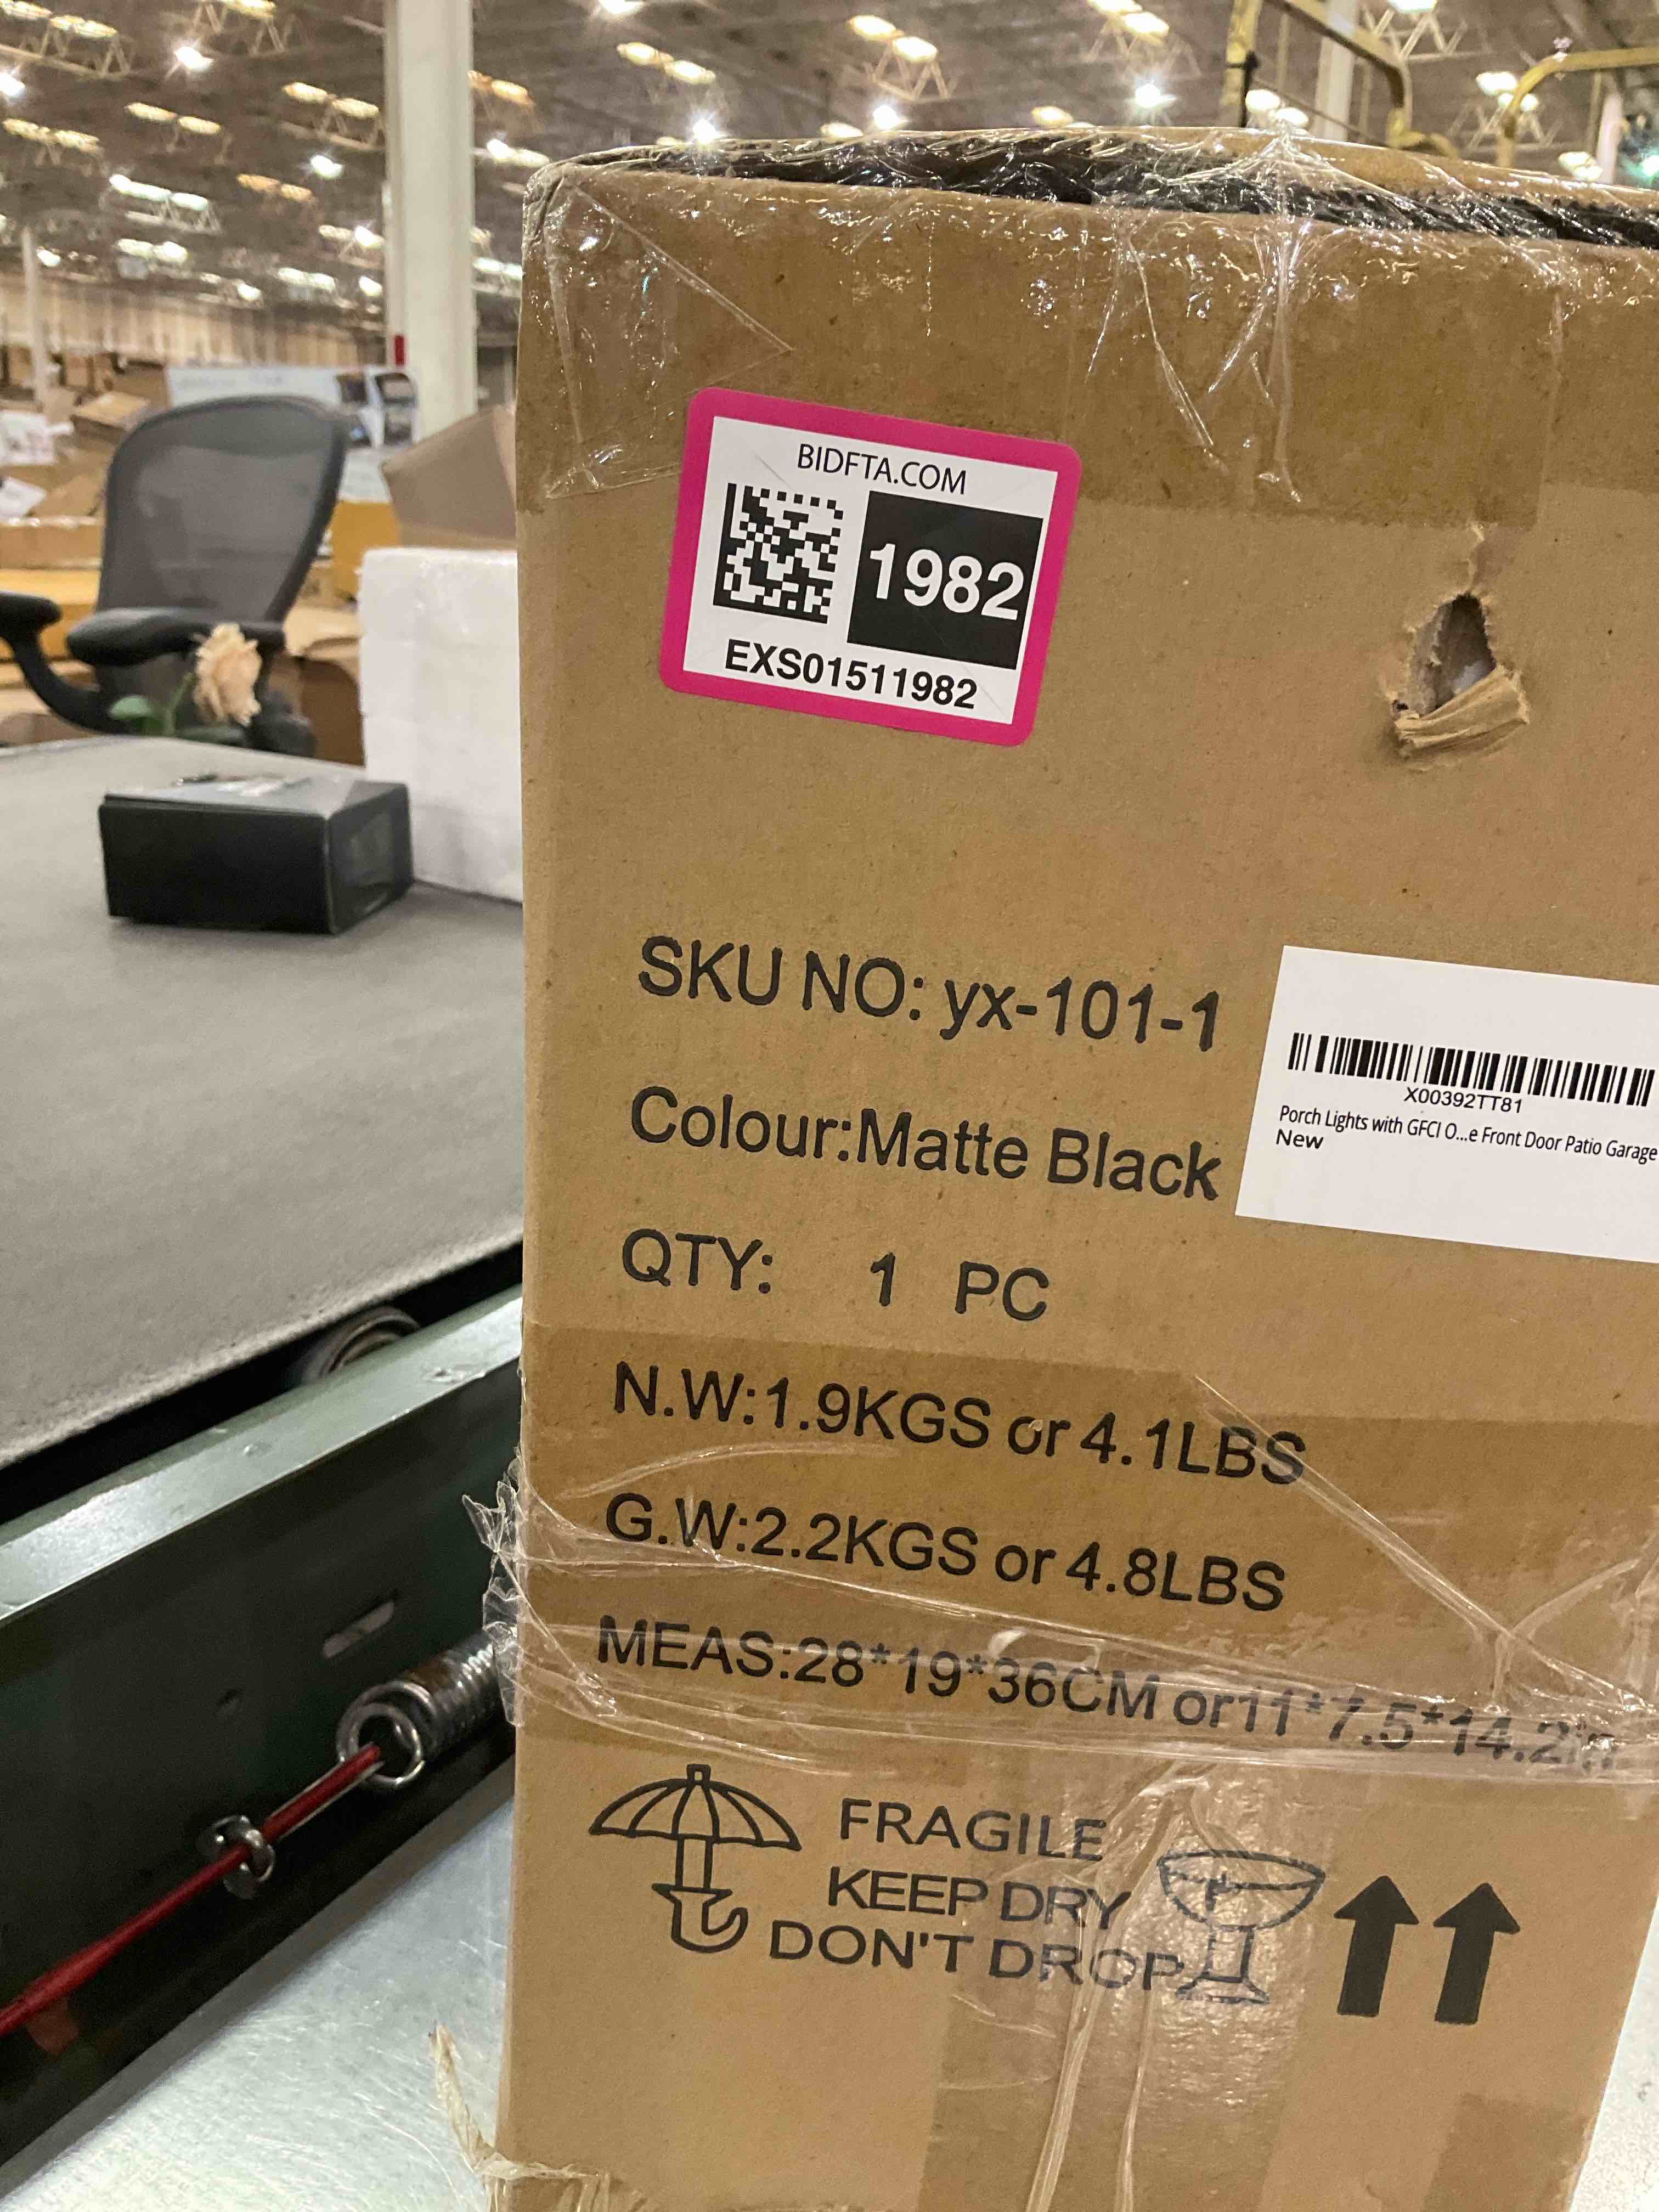 BIDFTA.COM
1982
EXS01511982
SKU NO: yx-101-1
Colour:Matte Black
QTY: 1 PC
N.W:1.9KGS or 4.1LBS
G.W:2.2KGS or 4.8LBS
MEAS:28*19*36CM or11*7.5*14.2in
X00392TT81
Porch Lights with GFCI O...e Front Door Patio Garage
New
FRAGILE
KEEP DRY
DON'T DROP